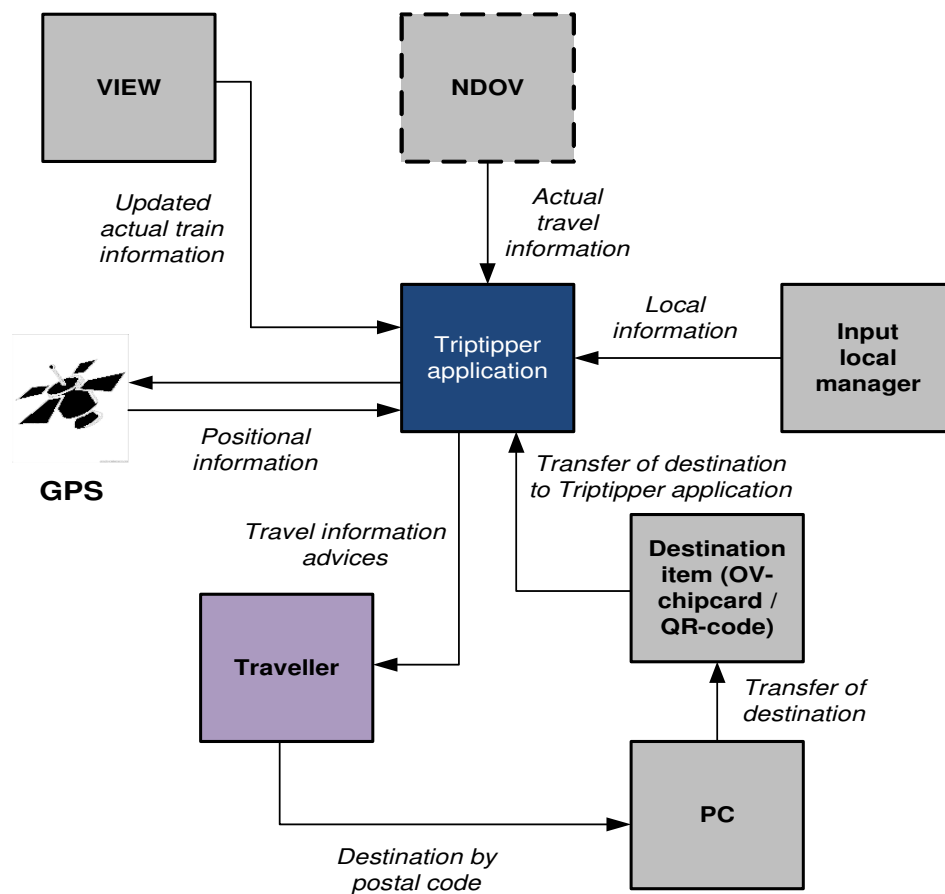 VIEW
NDOV
Updated
actual train
information
Actual
travel
information
Local
information
Triptipper
application
Input
local
manager
Positional
information
GPS
Transfer of destination
to Triptipper application
Travel information
advices
Destination
item (OV-
chipcard /
QR-code)
Traveller
Transfer of
destination
PC
Destination by
postal code